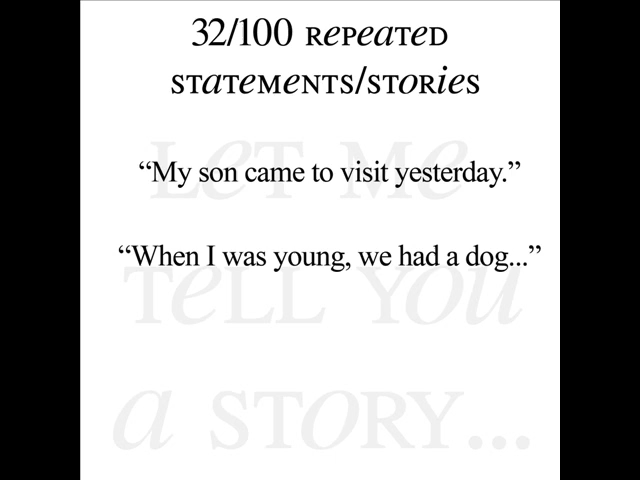 32/100 REPEATED
STATEMENTS/STORIES
LET ME
“My son came to visit yesterday.”
“When I was young, we had a dog...”
TELL YOU
A STORY...